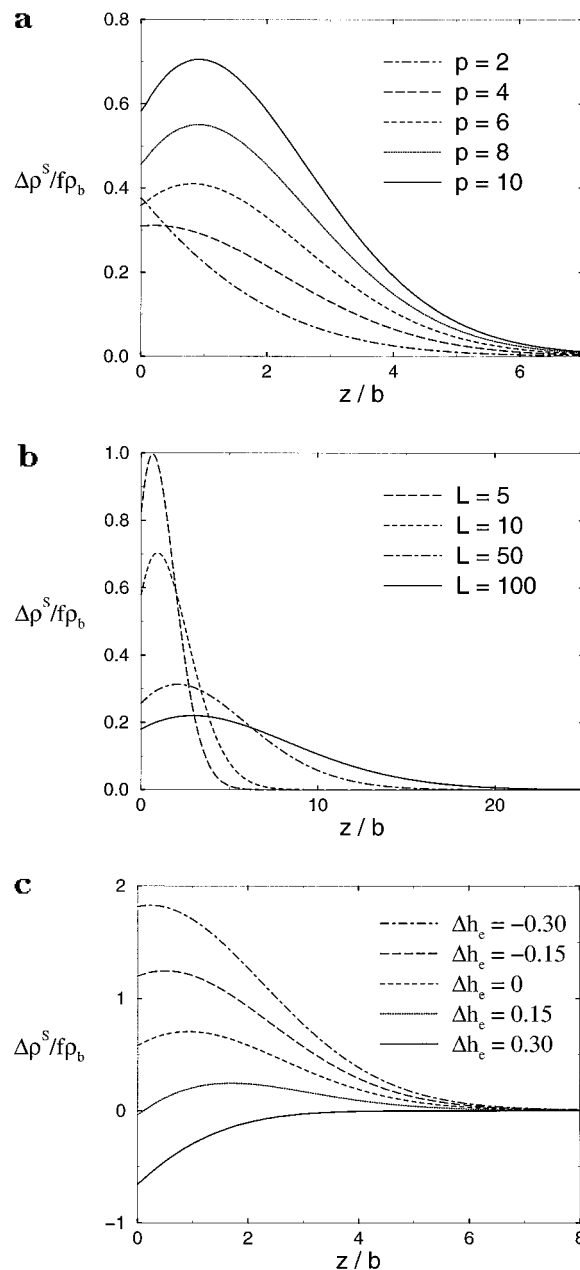 a
0.8
0.6
0.4
0.2
0.0
Δρ^S/fρ_b
p = 2
p = 4
p = 6
p = 8
p = 10
0 2 4 6
z / b
b
1.0
0.8
0.6
0.4
0.2
0.0
Δρ^S/fρ_b
L = 5
L = 10
L = 50
L = 100
0 10 20
z / b
c
2
1
0
−1
Δρ^S/fρ_b
Δh_e = −0.30
Δh_e = −0.15
Δh_e = 0
Δh_e = 0.15
Δh_e = 0.30
0 2 4 6 8
z / b